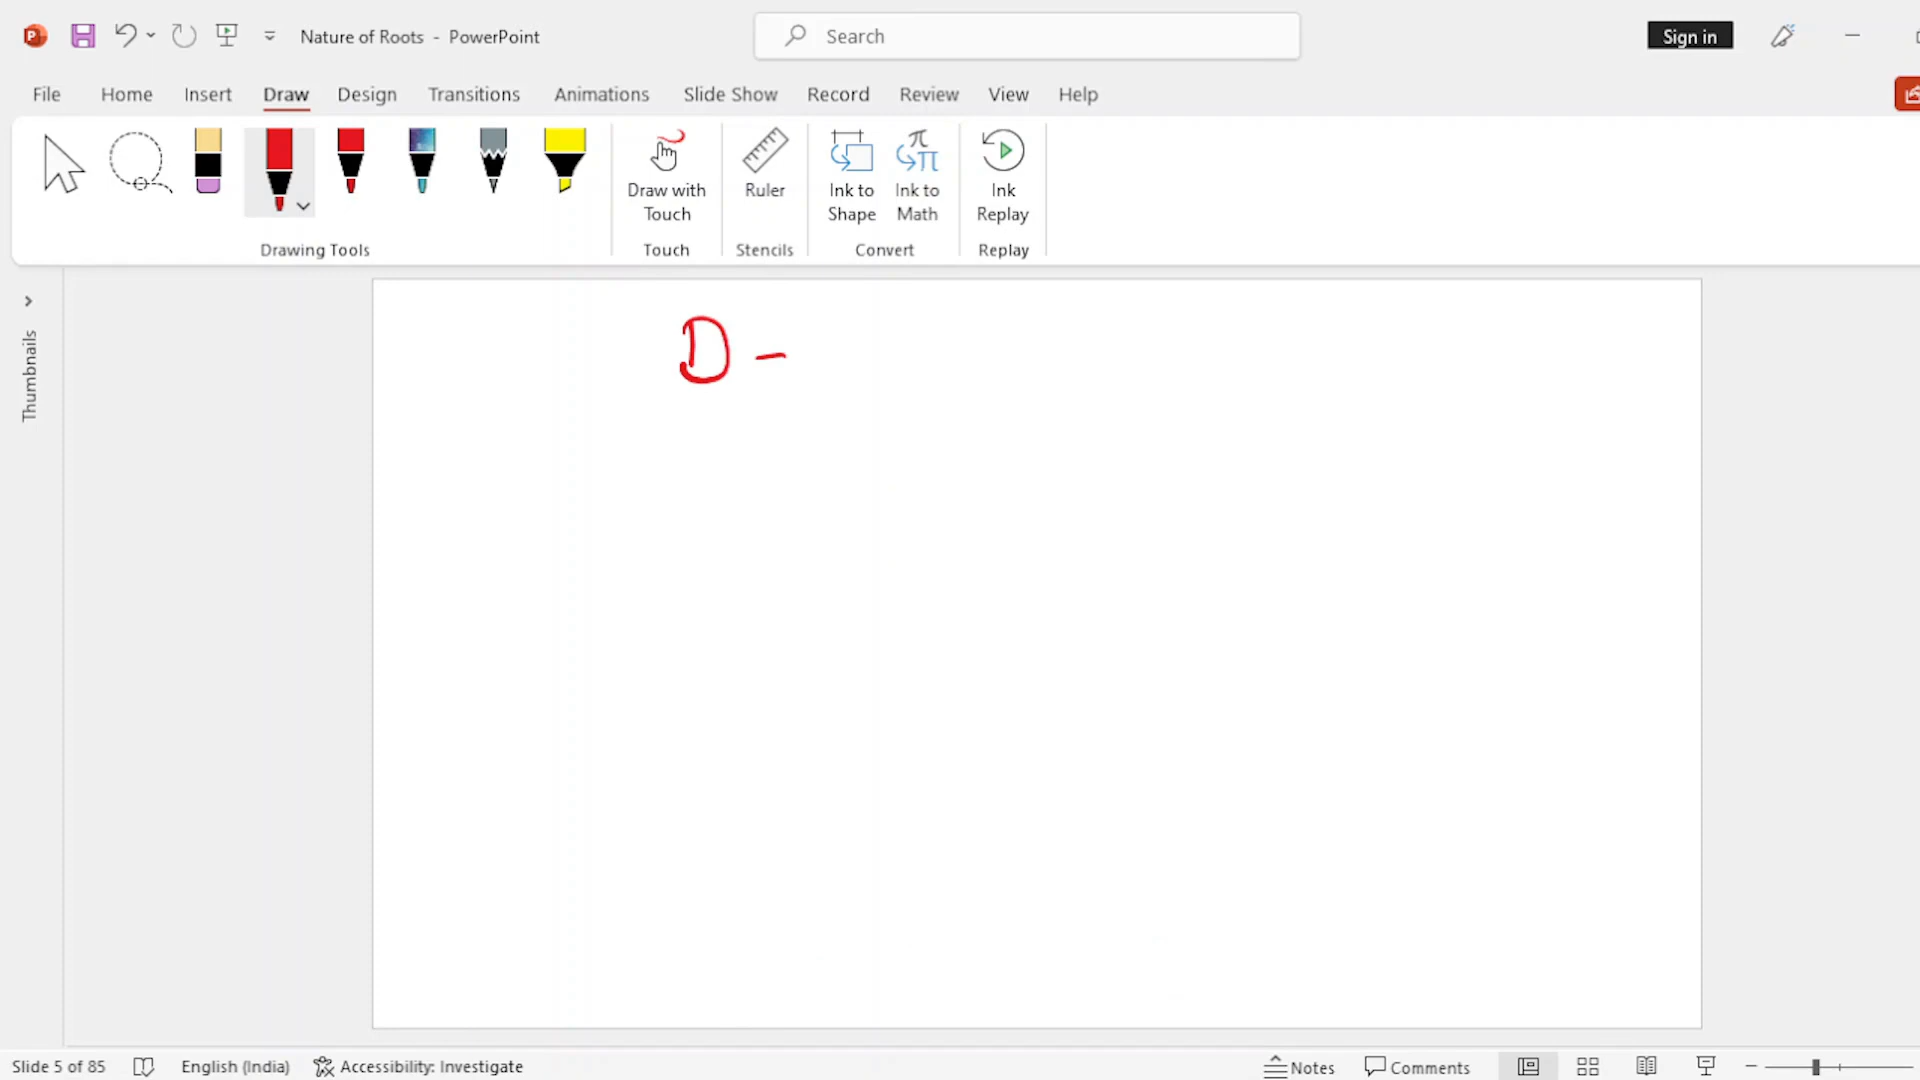 Nature of Roots - PowerPoint
Search
Sign in
File Home Insert Draw Design Transitions Animations Slide Show Record Review View Help
Draw with Touch
Ruler
Ink to Shape
Ink to Math
Ink Replay
Drawing Tools Touch Stencils Convert Replay
Thumbnails
D -
Slide 5 of 85 English (India) Accessibility: Investigate Notes Comments